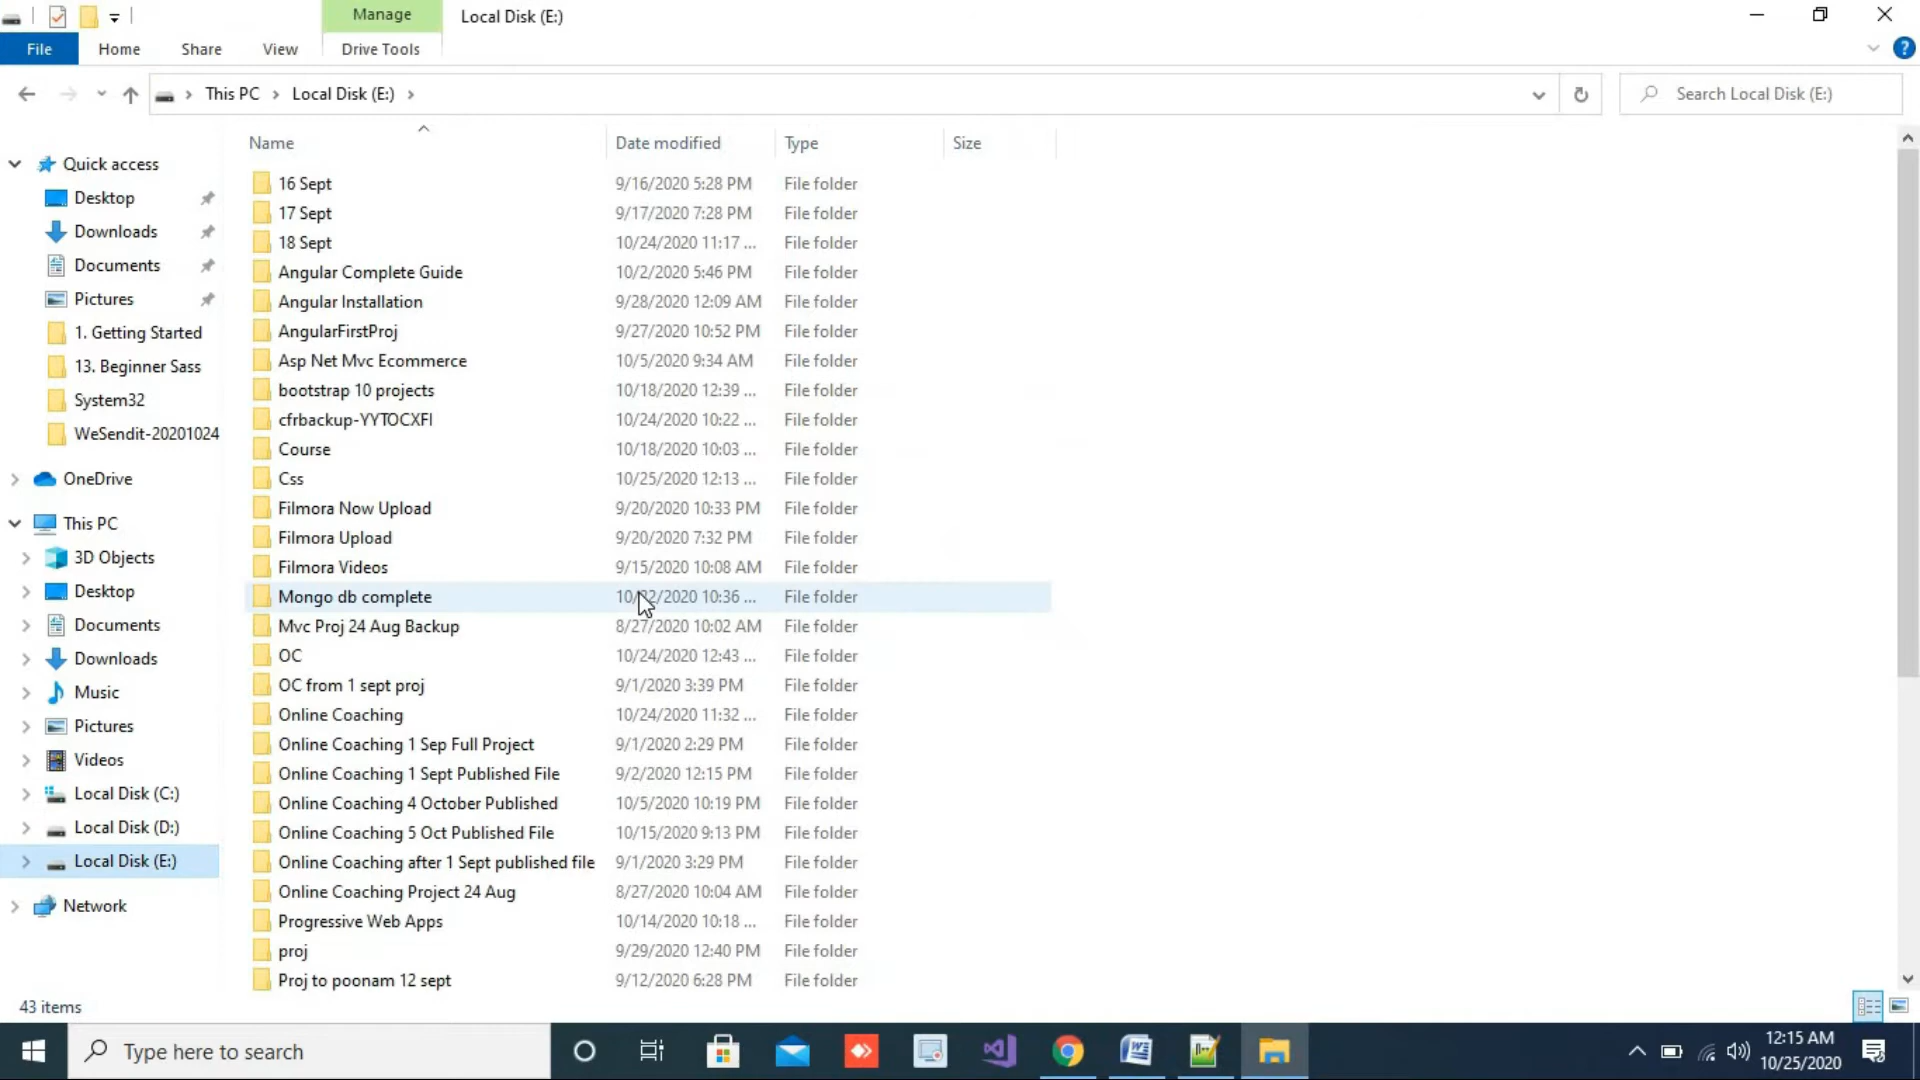 Manage
Local Disk (E:)
File
Home
Share
View
Drive Tools
?
This PC
Local Disk (E:)
Search Local Disk (E:)
Name
Date modified
Type
Size
Quick access
Desktop
Downloads
Documents
Pictures
1. Getting Started
13. Beginner Sass
System32
WeSendit-20201024
OneDrive
This PC
3D Objects
Desktop
Documents
Downloads
Music
Pictures
Videos
Local Disk (C:)
Local Disk (D:)
Local Disk (E:)
Network
16 Sept 9/16/2020 5:28 PM File folder
17 Sept 9/17/2020 7:28 PM File folder
18 Sept 10/24/2020 11:17 ... File folder
Angular Complete Guide 10/2/2020 5:46 PM File folder
Angular Installation 9/28/2020 12:09 AM File folder
AngularFirstProj 9/27/2020 10:52 PM File folder
Asp Net Mvc Ecommerce 10/5/2020 9:34 AM File folder
bootstrap 10 projects 10/18/2020 12:39 ... File folder
cfrbackup-YYTOCXFI 10/24/2020 10:22 ... File folder
Course 10/18/2020 10:03 ... File folder
Css 10/25/2020 12:13 ... File folder
Filmora Now Upload 9/20/2020 10:33 PM File folder
Filmora Upload 9/20/2020 7:32 PM File folder
Filmora Videos 9/15/2020 10:08 AM File folder
Mongo db complete 10:36 ... File folder
Mvc Proj 24 Aug Backup 8/27/2020 10:02 AM File folder
OC 10/24/2020 12:43 ... File folder
OC from 1 sept proj 9/1/2020 3:39 PM File folder
Online Coaching 10/24/2020 11:32 ... File folder
Online Coaching 1 Sep Full Project 9/1/2020 2:29 PM File folder
Online Coaching 1 Sept Published File 9/2/2020 12:15 PM File folder
Online Coaching 4 October Published 10/5/2020 10:19 PM File folder
Online Coaching 5 Oct Published File 10/15/2020 9:13 PM File folder
Online Coaching after 1 Sept published file 9/1/2020 3:29 PM File folder
Online Coaching Project 24 Aug 8/27/2020 10:04 AM File folder
Progressive Web Apps 10/14/2020 10:18 ... File folder
proj 9/29/2020 12:40 PM File folder
Proj to poonam 12 sept 9/12/2020 6:28 PM File folder
43 items
Type here to search
12:15 AM
10/25/2020